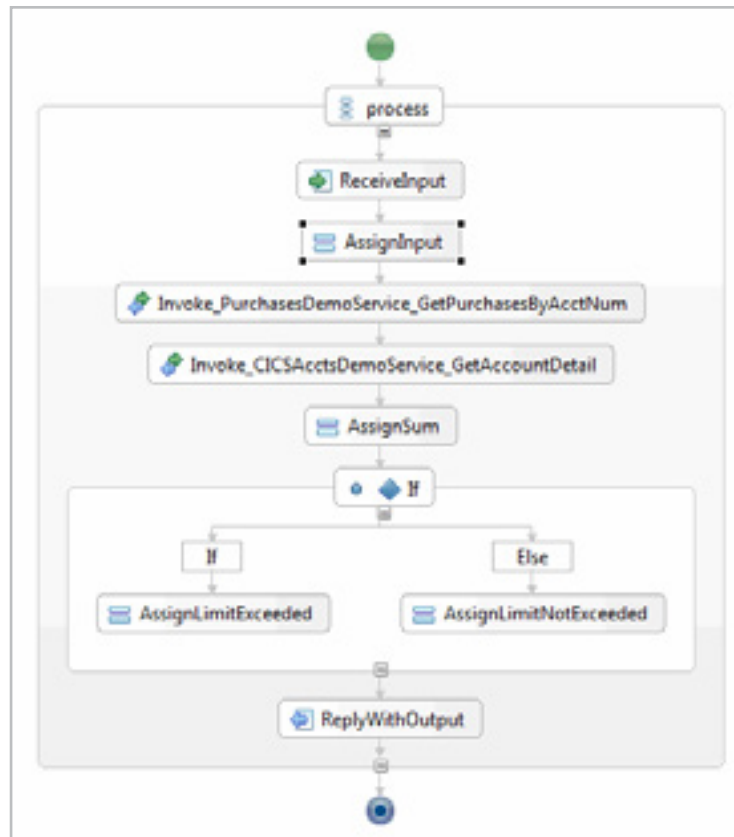 process
ReceiveInput
AssignInput
Invoke_PurchasesDemoService_GetPurchasesByAcctNum
Invoke_CICSAcctsDemoService_GetAccountDetail
AssignSum
If
If
Else
AssignLimitExceeded
AssignLimitNotExceeded
ReplyWithOutput